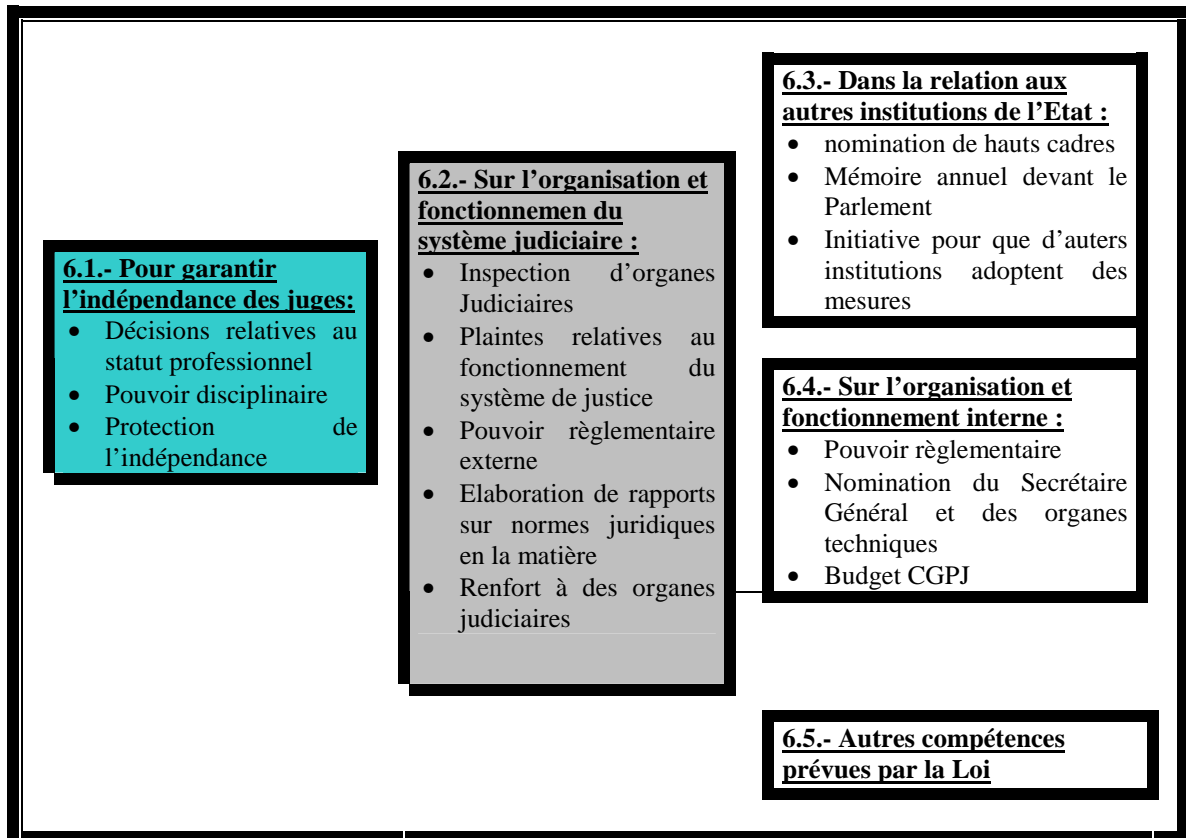 6.1.- Pour garantir
l'indépendance des juges:
• Décisions relatives au
statut professionnel
• Pouvoir disciplinaire
• Protection de
l'indépendance
6.2.- Sur l'organisation et
fonctionnemen du
système judiciaire :
• Inspection d'organes
Judiciaires
• Plaintes relatives au
fonctionnement du
système de justice
• Pouvoir règlementaire
externe
• Elaboration de rapports
sur normes juridiques
en la matière
• Renfort à des organes
judiciaires
6.3.- Dans la relation aux
autres institutions de l'Etat :
• nomination de hauts cadres
• Mémoire annuel devant le
Parlement
• Initiative pour que d'auters
institutions adoptent des
mesures
6.4.- Sur l'organisation et
fonctionnement interne :
• Pouvoir règlementaire
• Nomination du Secrétaire
Général et des organes
techniques
• Budget CGPJ
6.5.- Autres compétences
prévues par la Loi